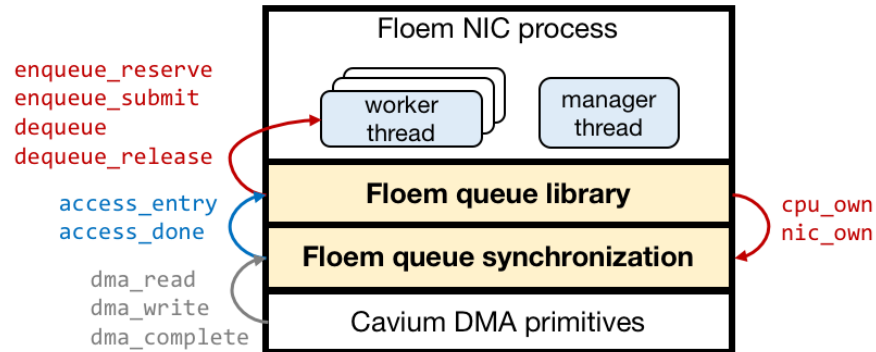 Floem NIC process
enqueue_reserve
enqueue_submit
dequeue
dequeue_release
worker
thread
manager
thread
Floem queue library
access_entry
access_done
cpu_own
nic_own
Floem queue synchronization
dma_read
dma_write
dma_complete
Cavium DMA primitives